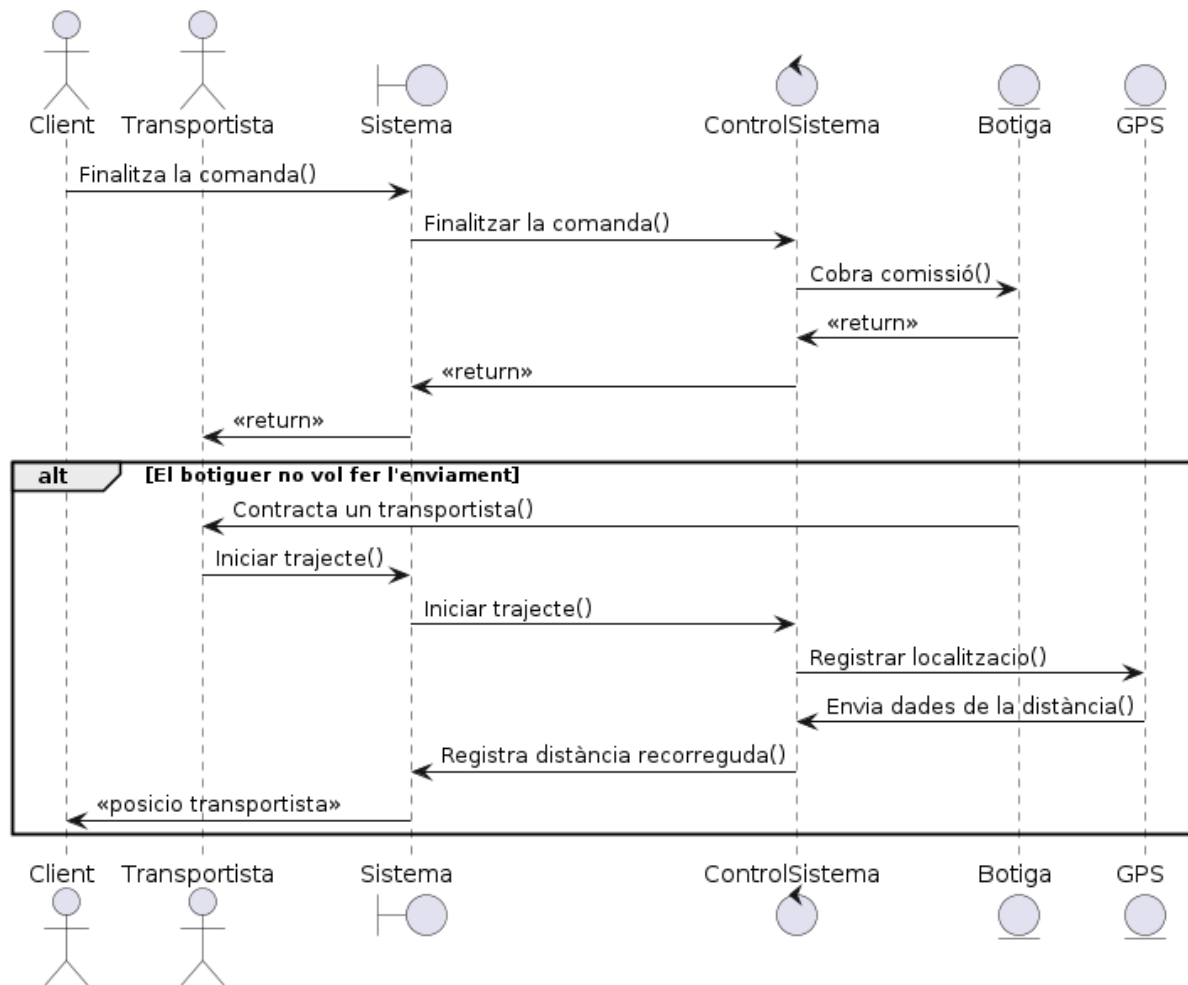 Client Transportista Sistema ControlSistema Botiga GPS
Finalitza la comanda()
Finalitzar la comanda()
Cobra comissió()
«return»
«return»
«return»
alt [El botiguer no vol fer l'enviament]
Contracta un transportista()
Iniciar trajecte()
Iniciar trajecte()
Registrar localitzacio()
Envia dades de la distància()
Registra distància recorreguda()
«posicio transportista»
Client Transportista Sistema ControlSistema Botiga GPS